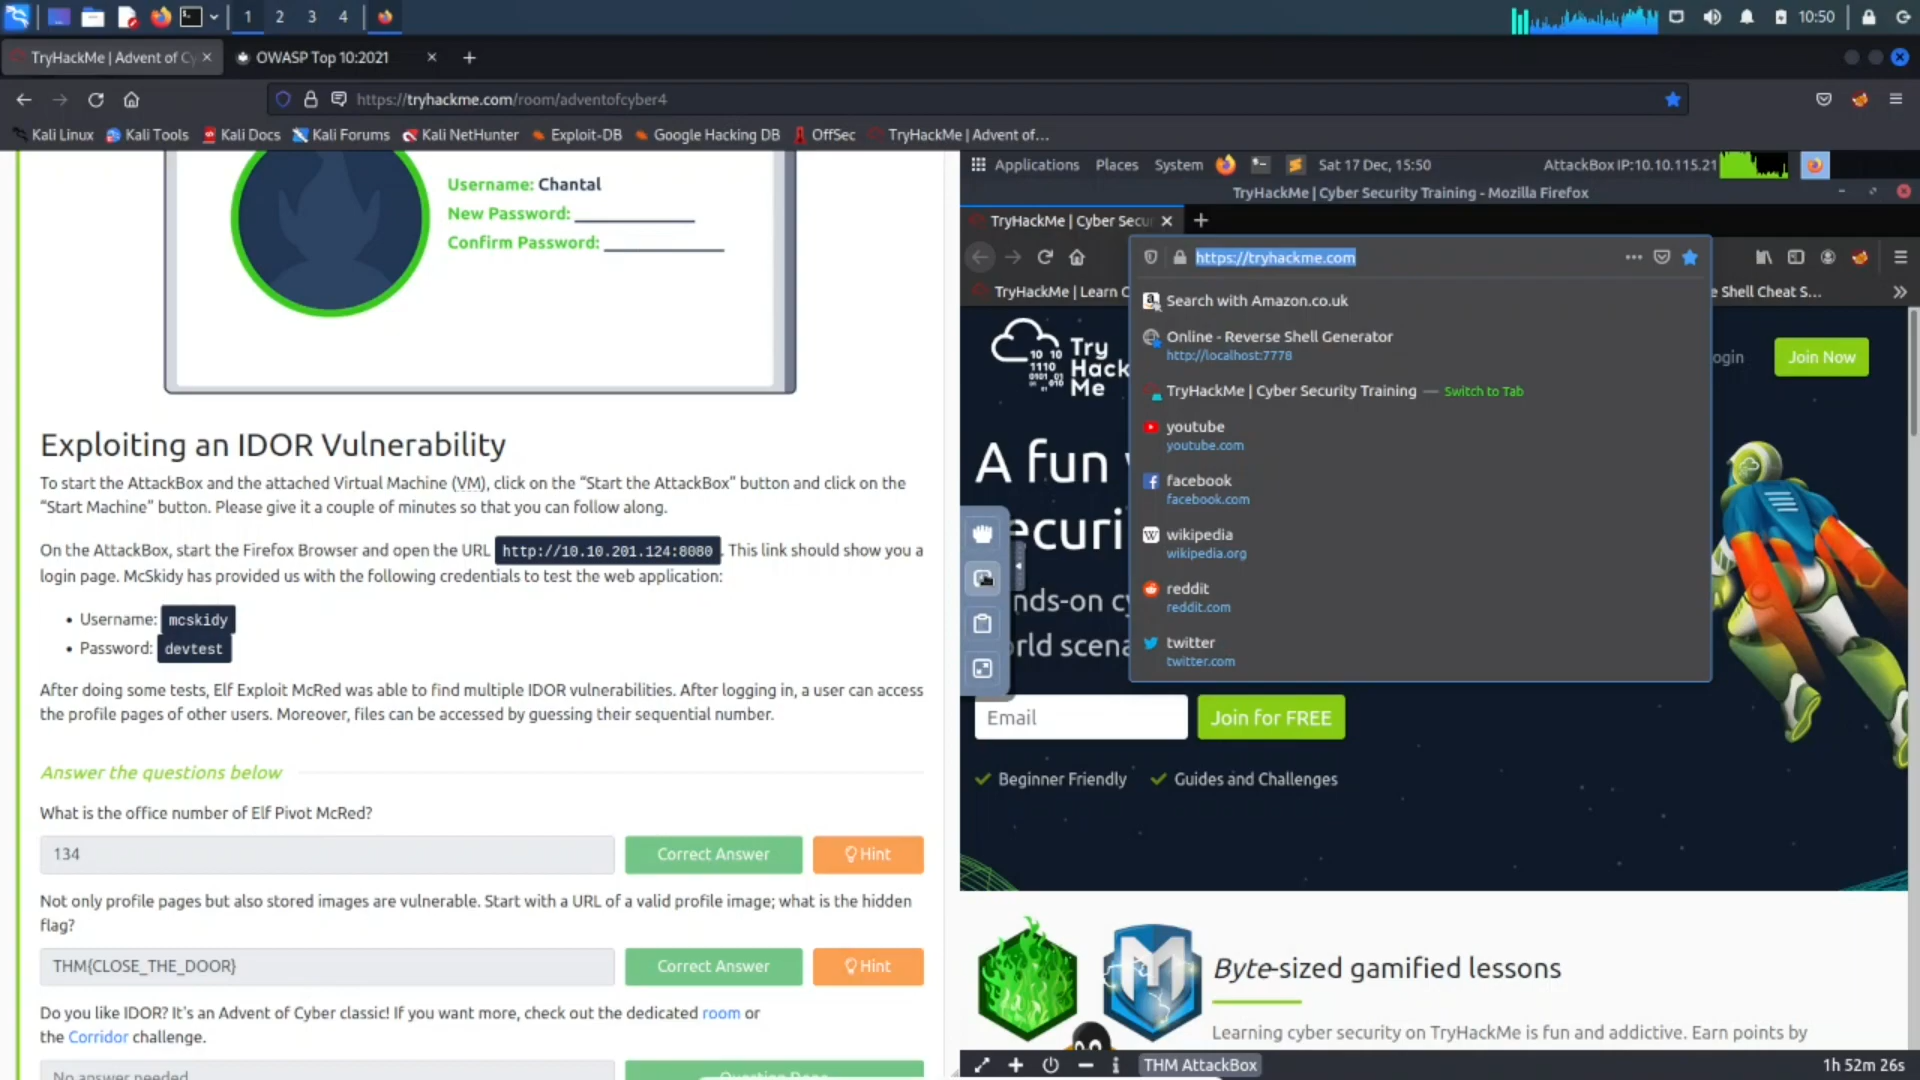 1 2 3 4
10:50
TryHackMe | Advent of Cy
OWASP Top 10:2021
https://tryhackme.com/room/adventofcyber4
Kali Linux Kali Tools Kali Docs Kali Forums Kali NetHunter Exploit-DB Google Hacking DB OffSec TryHackMe | Advent of...
Username: Chantal
New Password:
Confirm Password:
Exploiting an IDOR Vulnerability
To start the AttackBox and the attached Virtual Machine (VM), click on the “Start the AttackBox” button and click on the
“Start Machine” button. Please give it a couple of minutes so that you can follow along.
On the AttackBox, start the Firefox Browser and open the URL http://10.10.201.124:8080 . This link should show you a
login page. McSkidy has provided us with the following credentials to test the web application:
• Username: mcskidy
• Password: devtest
After doing some tests, Elf Exploit McRed was able to find multiple IDOR vulnerabilities. After logging in, a user can access
the profile pages of other users. Moreover, files can be accessed by guessing their sequential number.
Answer the questions below
What is the office number of Elf Pivot McRed?
134
Correct Answer
Hint
Not only profile pages but also stored images are vulnerable. Start with a URL of a valid profile image; what is the hidden
flag?
THM{CLOSE_THE_DOOR}
Correct Answer
Hint
Do you like IDOR? It's an Advent of Cyber classic! If you want more, check out the dedicated room or
the Corridor challenge.
No answer needed
Question Done
Applications Places System Sat 17 Dec, 15:50 AttackBox IP:10.10.115.21
TryHackMe | Cyber Security Training - Mozilla Firefox
TryHackMe | Cyber Secur
https://tryhackme.com
TryHackMe | Learn C
e Shell Cheat S...
Search with Amazon.co.uk
Online - Reverse Shell Generator
http://localhost:7778
TryHackMe | Cyber Security Training — Switch to Tab
youtube
youtube.com
facebook
facebook.com
wikipedia
wikipedia.org
reddit
reddit.com
twitter
twitter.com
Try
Hack
Me
ogin
Join Now
A fun
ecuri
nds-on cy
rld scena
Email
Join for FREE
Beginner Friendly
Guides and Challenges
Byte-sized gamified lessons
Learning cyber security on TryHackMe is fun and addictive. Earn points by
THM AttackBox
1h 52m 26s